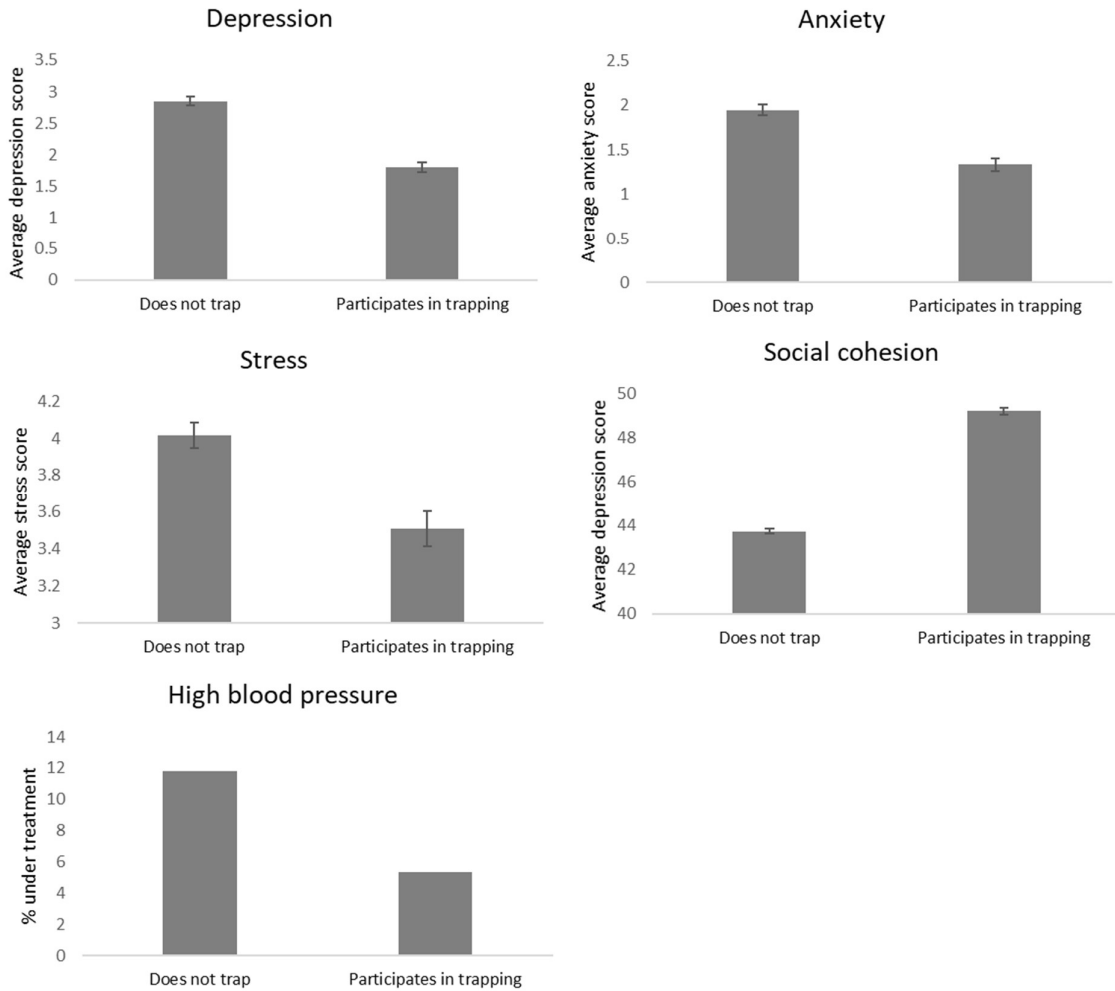 Depression
Average depression score
3.5
3
2.5
2
1.5
1
0.5
0
Does not trap
Participates in trapping
Anxiety
Average anxiety score
2.5
2
1.5
1
0.5
0
Does not trap
Participates in trapping
Stress
Average stress score
4.2
4
3.8
3.6
3.4
3.2
3
Does not trap
Participates in trapping
Social cohesion
Average depression score
50
48
46
44
42
40
Does not trap
Participates in trapping
High blood pressure
% under treatment
14
12
10
8
6
4
2
0
Does not trap
Participates in trapping